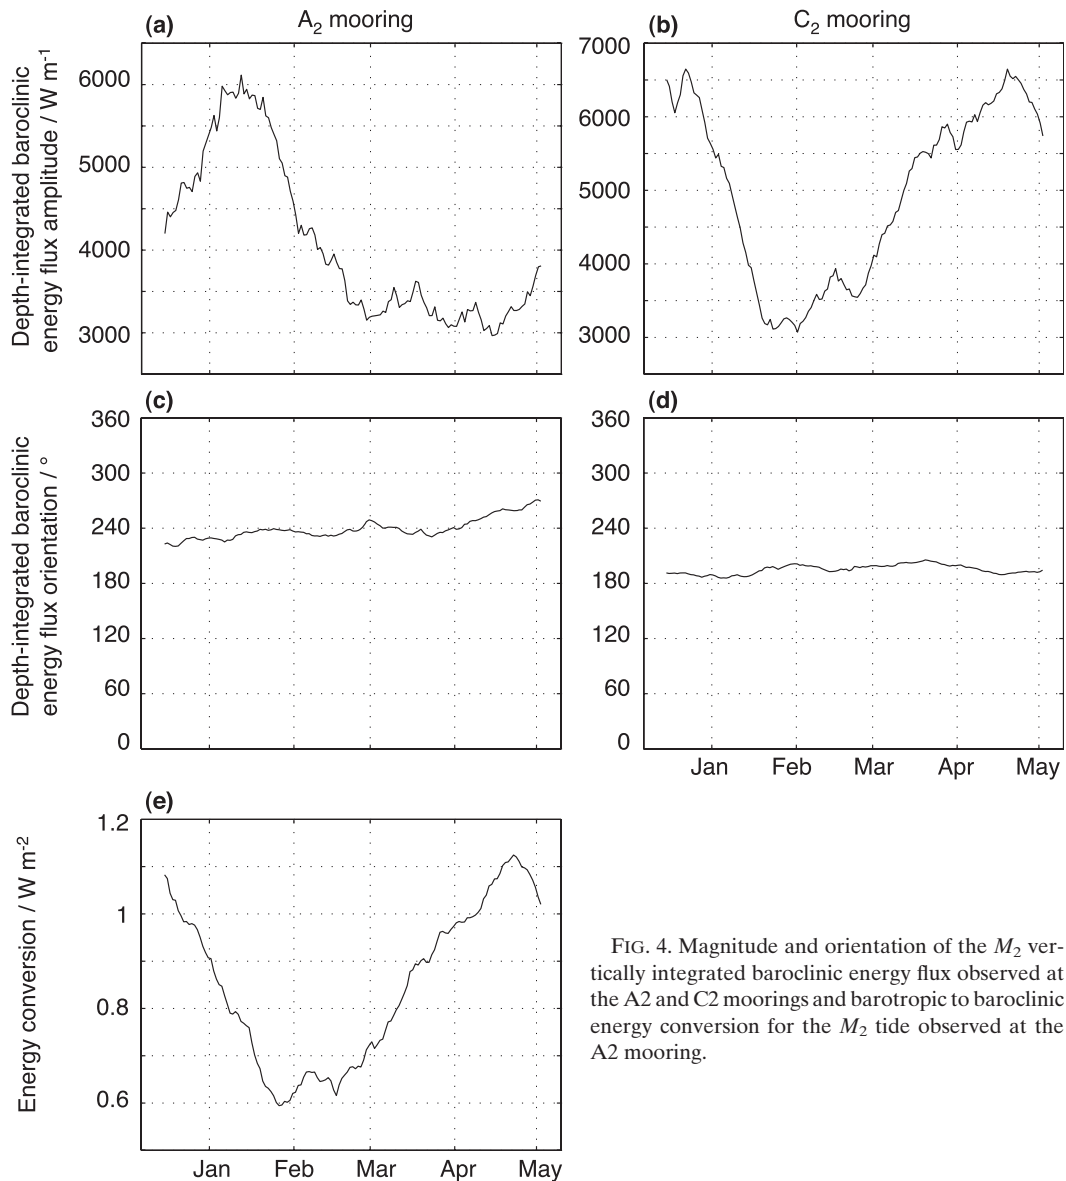 (a)
A2 mooring
(b)
C2 mooring
Depth-integrated baroclinic
energy flux amplitude / W m-1
6000
5000
4000
3000
7000
6000
5000
4000
3000
(c)
(d)
Depth-integrated baroclinic
energy flux orientation / °
360
300
240
180
120
60
0
360
300
240
180
120
60
0
Jan Feb Mar Apr May
(e)
Energy conversion / W m-2
1.2
1
0.8
0.6
Jan Feb Mar Apr May
FIG. 4. Magnitude and orientation of the M2 ver-
tically integrated baroclinic energy flux observed at
the A2 and C2 moorings and barotropic to baroclinic
energy conversion for the M2 tide observed at the
A2 mooring.